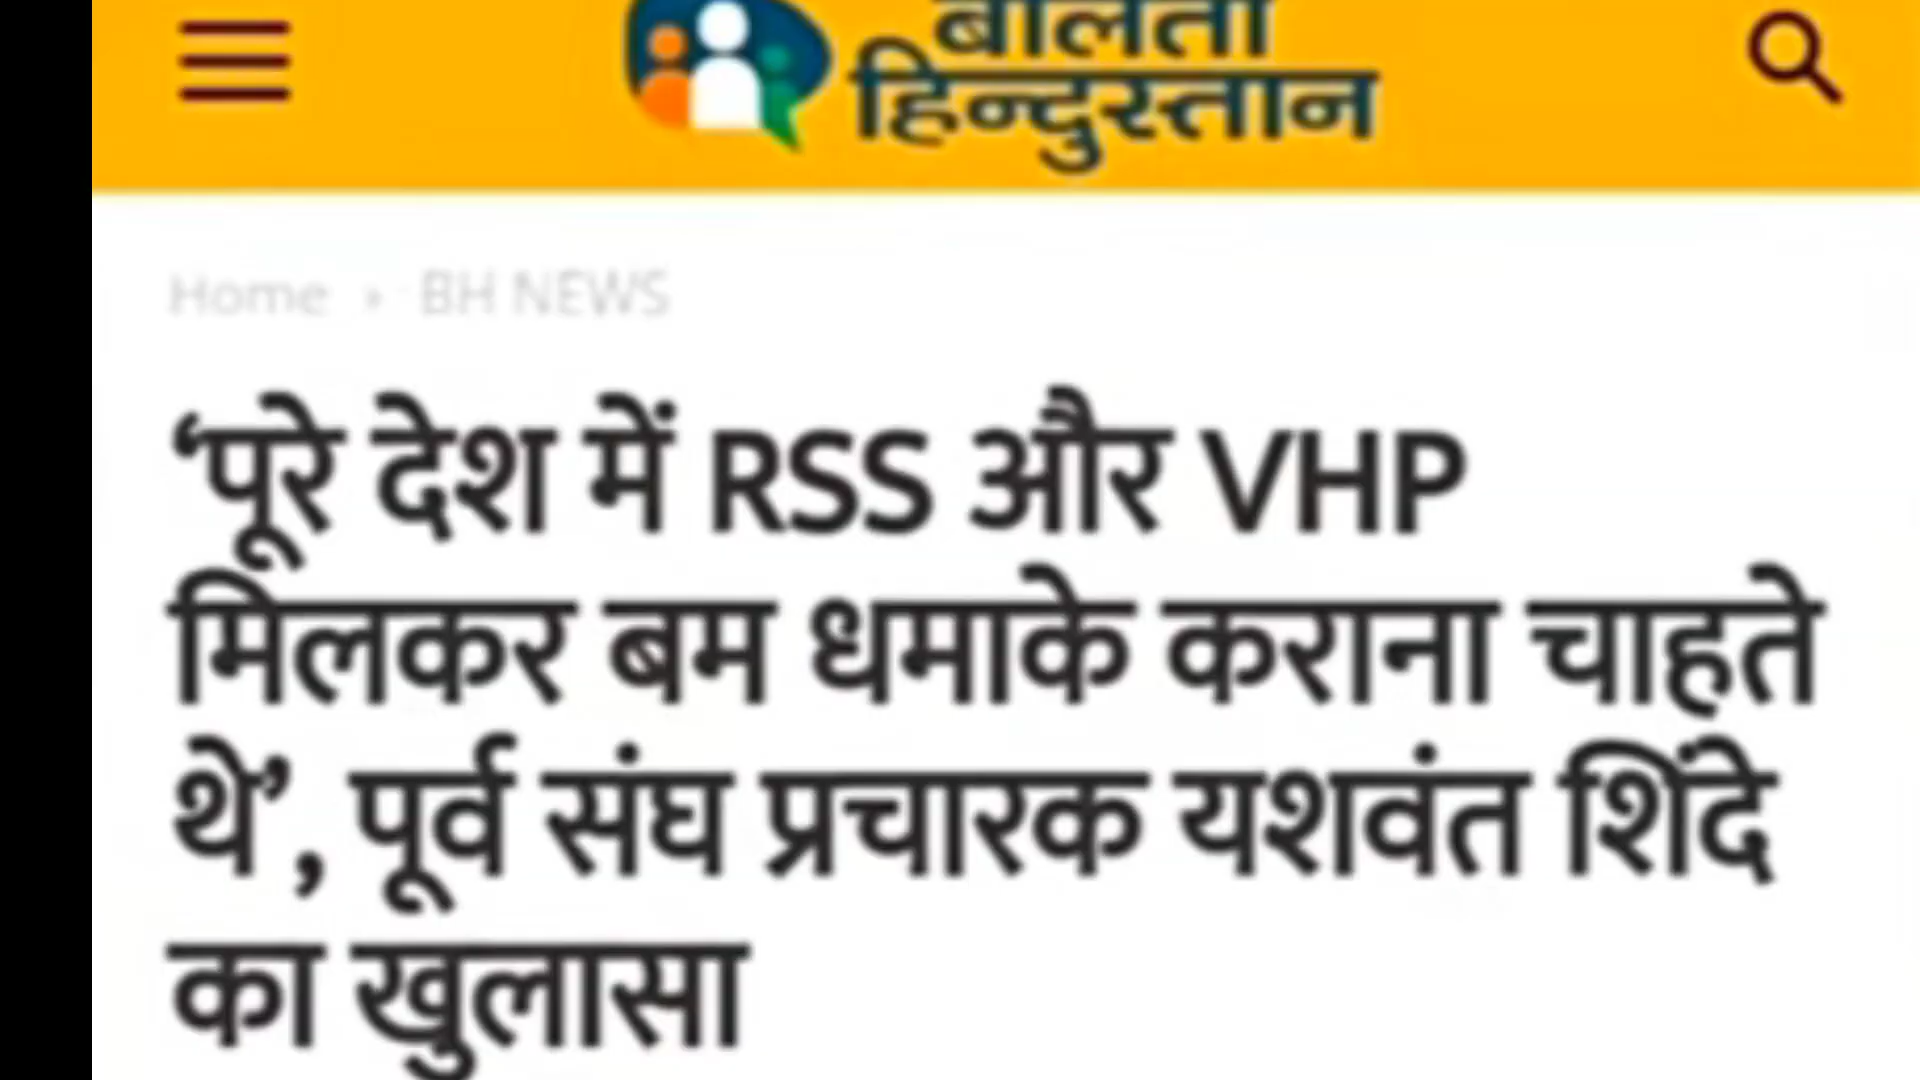 बोलता
हिन्दुस्तान
Home › BH NEWS
‘पूरे देश में RSS और VHP
मिलकर बम धमाके कराना चाहते
थे’, पूर्व संघ प्रचारक यशवंत शिंदे
का खुलासा